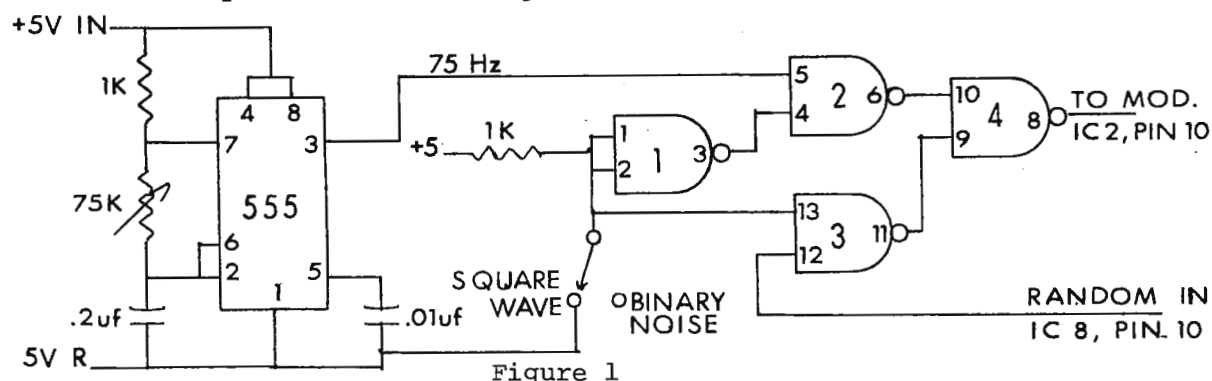 +5V IN
1K
75K
.2uf
5V R
4 8
7
3
555
6
2
5
1
.01uf
75 Hz
+5
1K
1
2
1
3
5
4
2
6
13
12
3
11
10
9
4
8
TO MOD.
IC 2, PIN 10
SQUARE
WAVE
BINARY
NOISE
RANDOM IN
IC 8, PIN 10
Figure 1